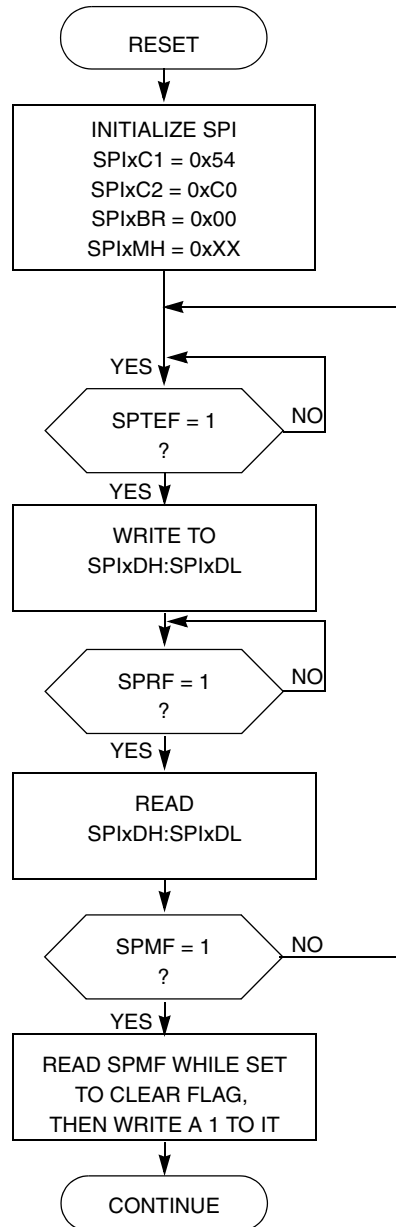 RESET
INITIALIZE SPI
SPIxC1 = 0x54
SPIxC2 = 0xC0
SPIxBR = 0x00
SPIxMH = 0xXX
YES
SPTEF = 1
?
NO
YES
WRITE TO
SPIxDH:SPIxDL
SPRF = 1
?
NO
YES
READ
SPIxDH:SPIxDL
SPMF = 1
?
NO
YES
READ SPMF WHILE SET
TO CLEAR FLAG,
THEN WRITE A 1 TO IT
CONTINUE